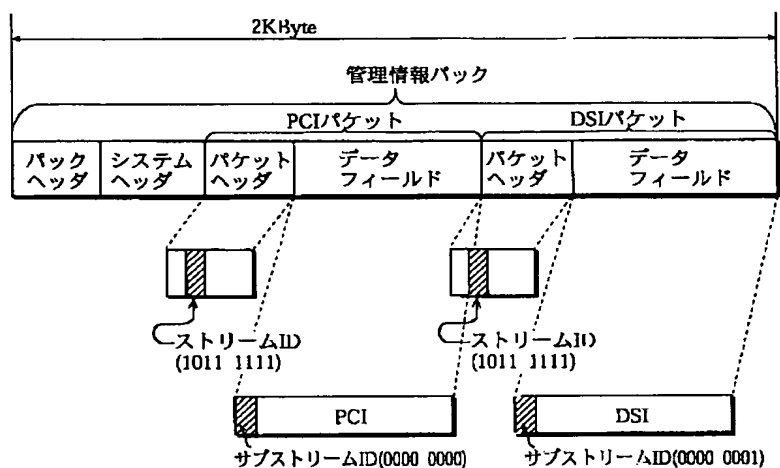 2KByte
管理情報パック
PCIパケット
DSIパケット
パック
ヘッダ
システム
ヘッダ
パケット
ヘッダ
データ
フィールド
パケット
ヘッダ
データ
フィールド
ストリームID
(1011 1111)
ストリームID
(1011 1111)
PCI
DSI
サブストリームID(0000 0000)
サブストリームID(0000 0001)